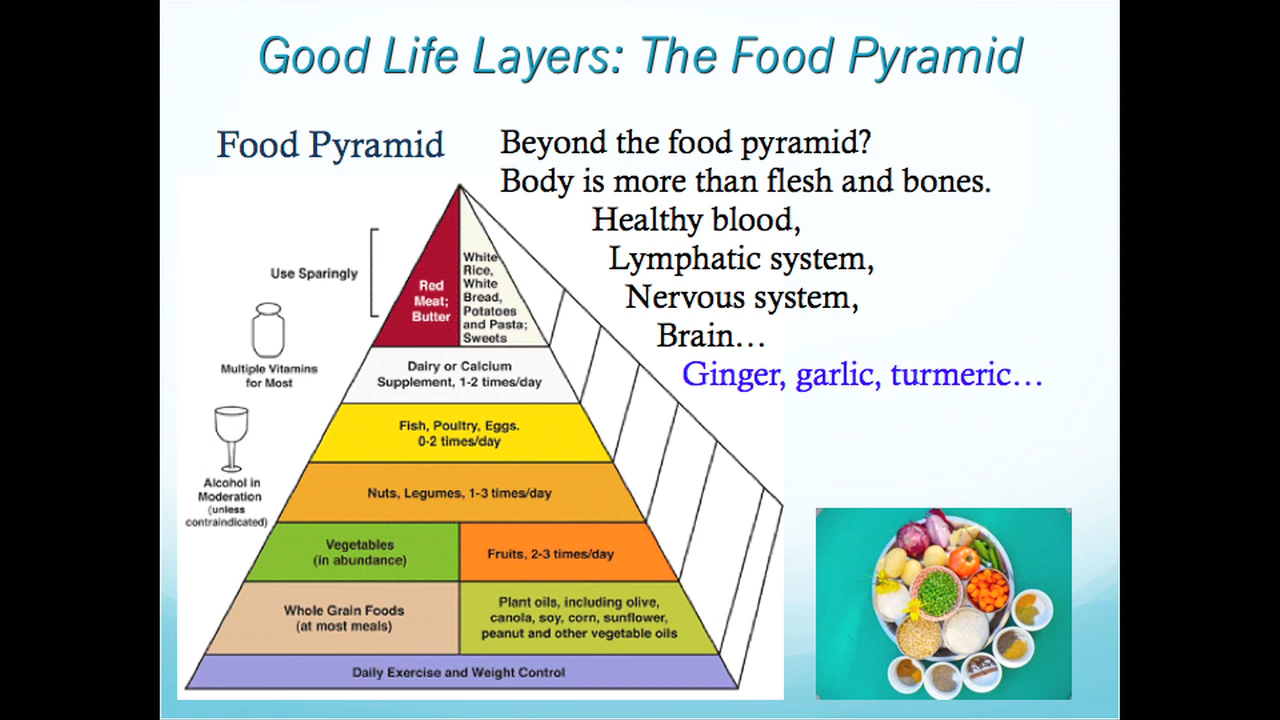 Good Life Layers: The Food Pyramid
Food Pyramid
Beyond the food pyramid?
Body is more than flesh and bones.
Healthy blood,
Lymphatic system,
Nervous system,
Brain...
Ginger, garlic, turmeric...
Use Sparingly
Red
Meat;
Butter
White
Rice,
White
Bread,
Potatoes
and Pasta;
Sweets
Multiple Vitamins
for Most
Dairy or Calcium
Supplement, 1-2 times/day
Fish, Poultry, Eggs.
0-2 times/day
Alcohol in
Moderation
(unless
contraindicated)
Nuts, Legumes, 1-3 times/day
Vegetables
(in abundance)
Fruits, 2-3 times/day
Whole Grain Foods
(at most meals)
Plant oils, including olive,
canola, soy, corn, sunflower,
peanut and other vegetable oils
Daily Exercise and Weight Control